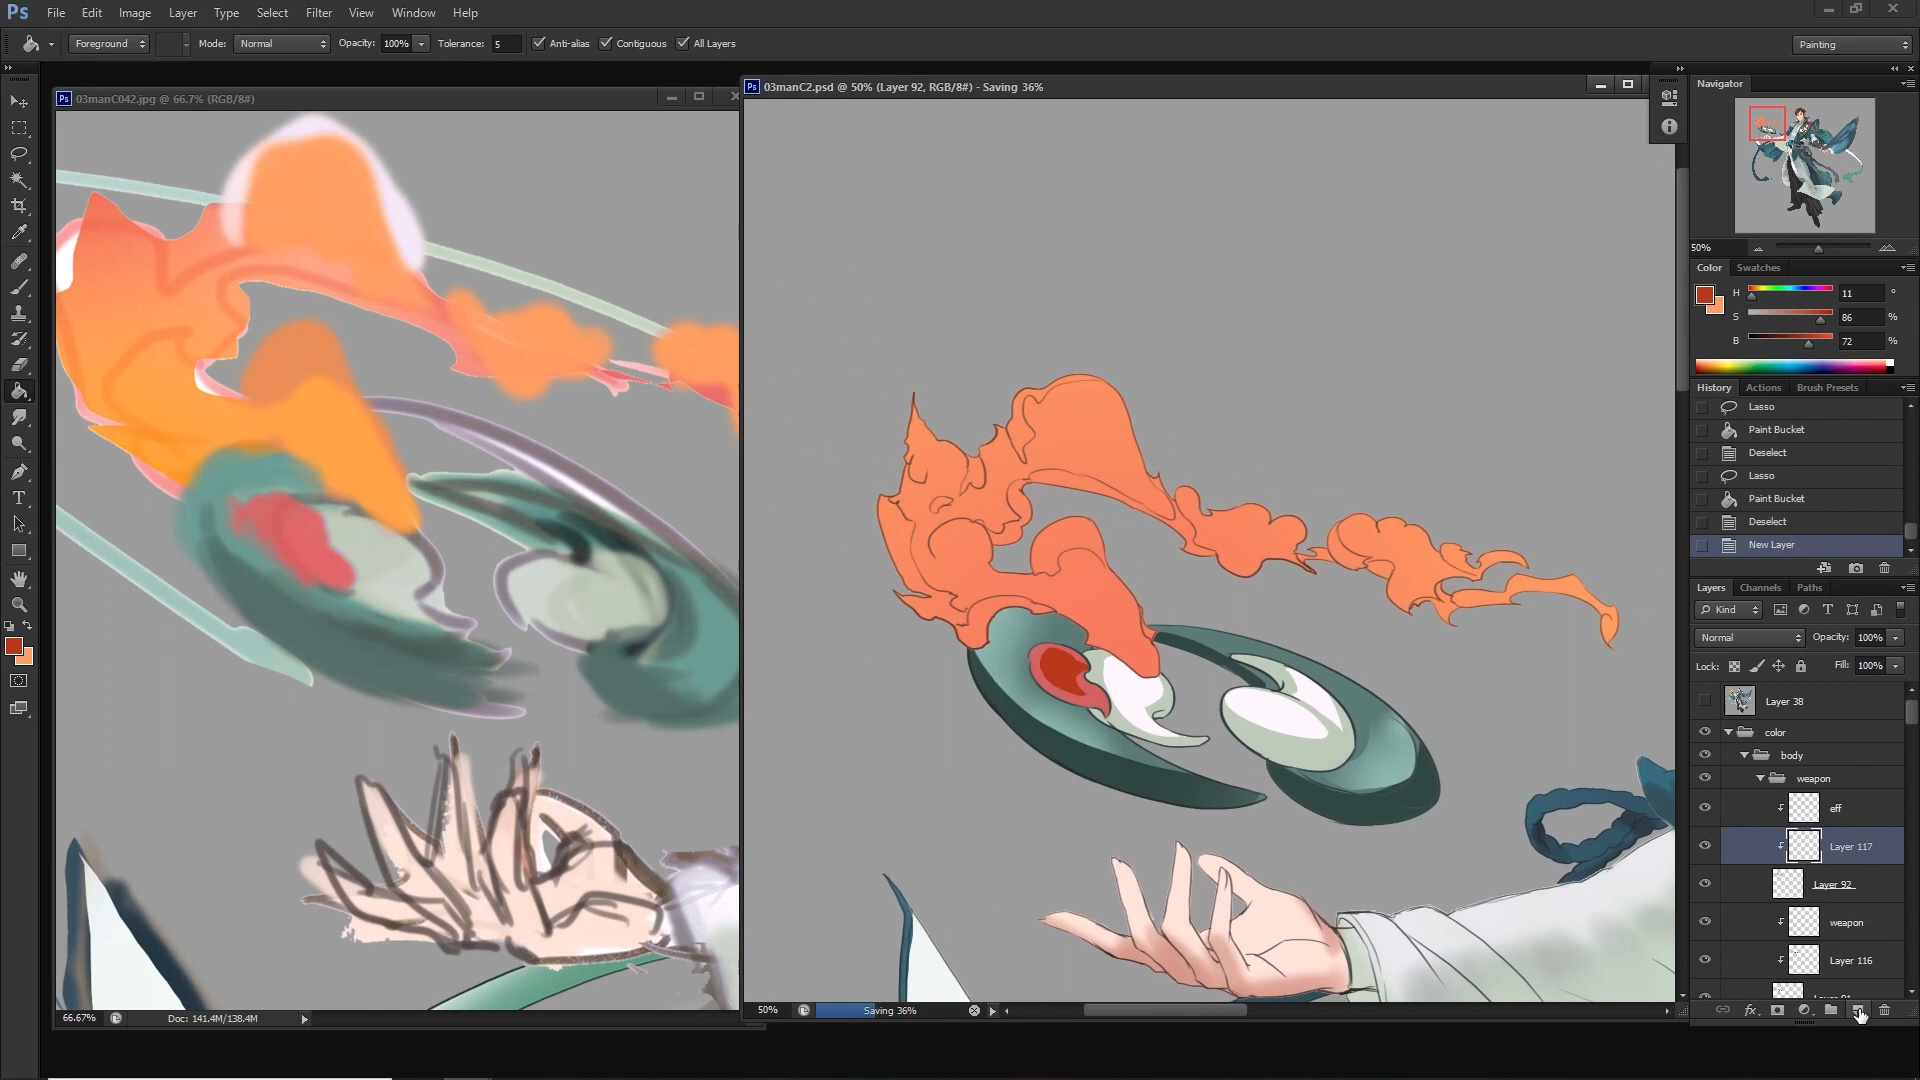 Ps File Edit Image Layer Type Select Filter View Window Help
Foreground Mode: Normal Opacity: 100% Tolerance: 5 Anti-alias Contiguous All Layers Painting
Ps 03manC042.jpg @ 66.7% (RGB/8#)
Ps 03manC2.psd @ 50% (Layer 92, RGB/8#) - Saving 36%
Navigator
50%
Color Swatches
H 11 °
S 86 %
B 72 %
History Actions Brush Presets
Lasso
Paint Bucket
Deselect
Lasso
Paint Bucket
Deselect
New Layer
Layers Channels Paths
Kind
Normal Opacity: 100%
Lock: Fill: 100%
Layer 38
color
body
weapon
eff
Layer 117
Layer 92
weapon
Layer 116
66.67% Doc: 141.4M/138.4M
50% Saving 36%